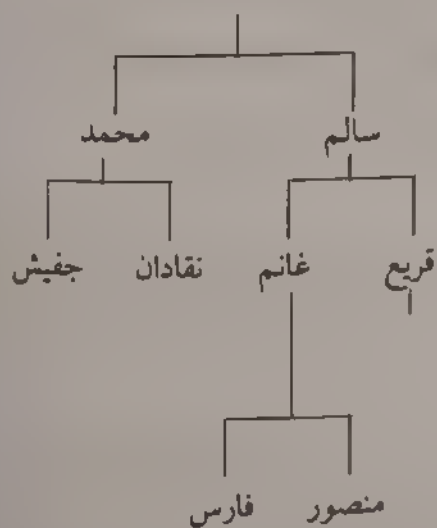 سالم محمد
قريع غانم نقادان جفيش
منصور فارس